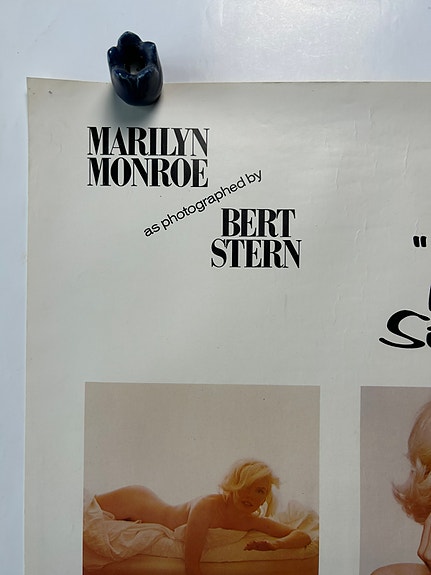 MARILYN
MONROE
as photographed by
BERT
STERN